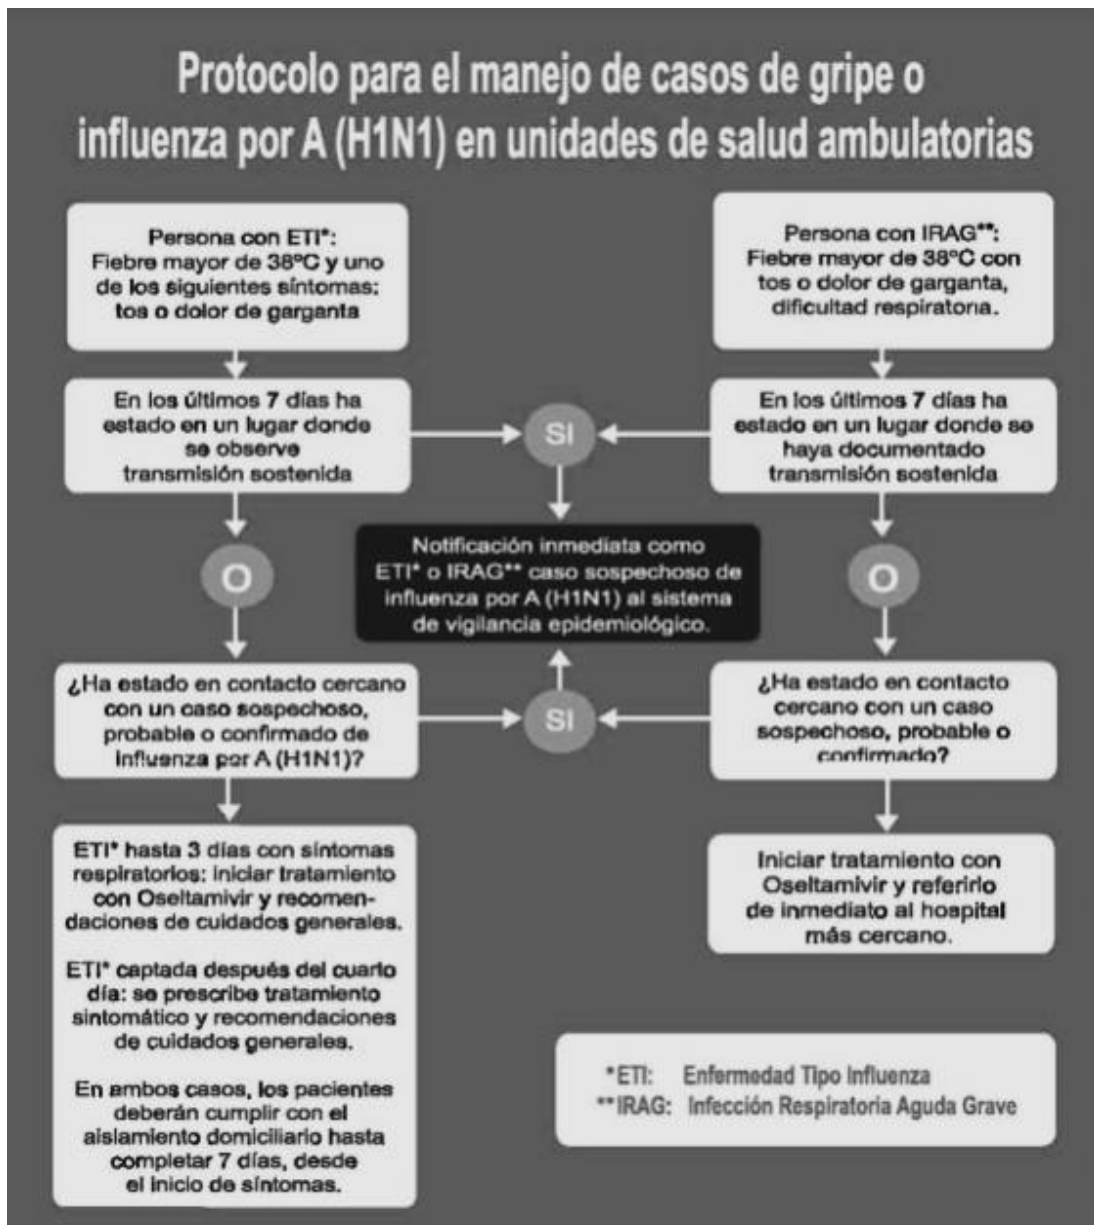 Protocolo para el manejo de casos de gripe o
influenza por A (H1N1) en unidades de salud ambulatorias
Persona con ETI*:
Fiebre mayor de 38ºC y uno
de los siguientes síntomas:
tos o dolor de garganta
En los últimos 7 días ha
estado en un lugar donde
se observe
transmisión sostenida
O
¿Ha estado en contacto cercano
con un caso sospechoso,
probable o confirmado de
influenza por A (H1N1)?
ETI* hasta 3 días con síntomas
respiratorios: iniciar tratamiento
con Oseltamivir y recomen-
daciones de cuidados generales.
ETI* captada después del cuarto
día: se prescribe tratamiento
sintomático y recomendaciones
de cuidados generales.
En ambos casos, los pacientes
deberán cumplir con el
aislamiento domiciliario hasta
completar 7 días, desde
el inicio de síntomas.
SI
Notificación inmediata como
ETI* o IRAG** caso sospechoso de
influenza por A (H1N1) al sistema
de vigilancia epidemiológico.
SI
Persona con IRAG**:
Fiebre mayor de 38ºC con
tos o dolor de garganta,
dificultad respiratoria.
En los últimos 7 días ha
estado en un lugar donde se
haya documentado
transmisión sostenida
O
¿Ha estado en contacto
cercano con un caso
sospechoso, probable o
confirmado?
Iniciar tratamiento con
Oseltamivir y referirlo
de inmediato al hospital
más cercano.
*ETI: Enfermedad Tipo Influenza
**IRAG: Infección Respiratoria Aguda Grave